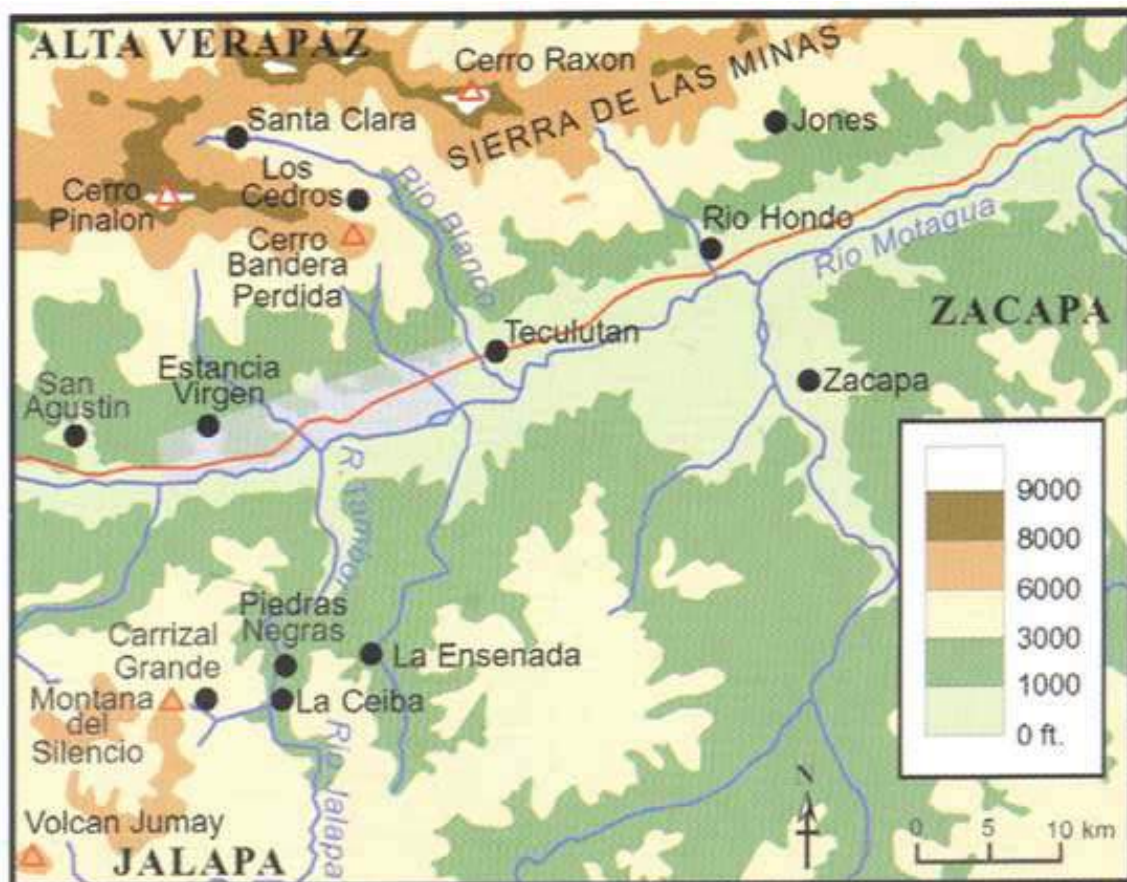 ALTA VERAPAZ
Cerro Raxon
SIERRA DE LAS MINAS
Santa Clara
Jones
Los
Cedros
Cerro
Pinalon
Rio Blanco
Rio Hondo
Cerro
Bandera
Perdida
Rio Motagua
ZACAPA
Teculutan
Estancia
Virgen
Zacapa
San
Agustin
R. Tambor
9000
8000
6000
3000
1000
0 ft.
Piedras
Negras
Carrizal
Grande
La Ensenada
Montana
del
Silencio
La Ceiba
Rio Jalapa
Volcan Jumay
JALAPA
N
0 5 10 km